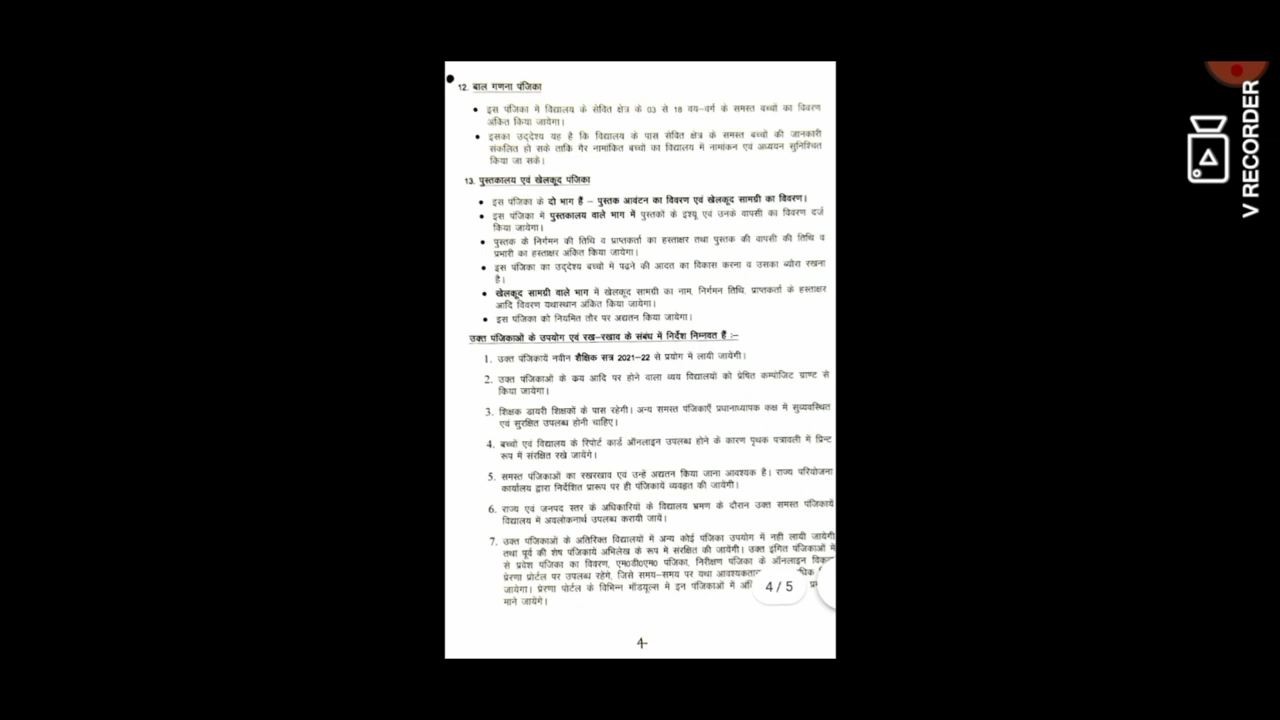 12. बाल गणना पंजिका
• इस पंजिका में विद्यालय के सेवित क्षेत्र के 03 से 18 वय–वर्ग के समस्त बच्चों का विवरण
अंकित किया जायेगा।
• इसका उद्देश्य यह है कि विद्यालय के पास सेवित क्षेत्र के समस्त बच्चों की जानकारी
संकलित हो सके ताकि गैर नामांकित बच्चों का विद्यालय में नामांकन एवं अध्ययन सुनिश्चित
किया जा सके।
13. पुस्तकालय एवं खेलकूद पंजिका
• इस पंजिका के दो भाग हैं – पुस्तक आवंटन का विवरण एवं खेलकूद सामग्री का विवरण।
• इस पंजिका में पुस्तकालय वाले भाग में पुस्तकों के इश्यू एवं उनके वापसी का विवरण दर्ज
किया जायेगा।
• पुस्तक के निर्गमन की तिथि व प्राप्तकर्ता का हस्ताक्षर तथा पुस्तक की वापसी की तिथि व
प्रभारी का हस्ताक्षर अंकित किया जायेगा।
• इस पंजिका का उद्देश्य बच्चों में पढ़ने की आदत का विकास करना व उसका ब्योरा रखना
है।
• खेलकूद सामग्री वाले भाग में खेलकूद सामग्री का नाम, निर्गमन तिथि, प्राप्तकर्ता के हस्ताक्षर
आदि विवरण यथास्थान अंकित किया जायेगा।
• इस पंजिका को नियमित तौर पर अद्यतन किया जायेगा।
उक्त पंजिकाओं के उपयोग एवं रख–रखाव के संबंध में निर्देश निम्नवत हैं :–
1. उक्त पंजिकायें नवीन शैक्षिक सत्र 2021–22 से प्रयोग में लायी जायेगी।
2. उक्त पंजिकाओं के क्रय आदि पर होने वाला व्यय विद्यालयों को प्रेषित कम्पोजिट ग्राण्ट से
किया जायेगा।
3. शिक्षक डायरी शिक्षकों के पास रहेगी। अन्य समस्त पंजिकाएँ प्रधानाध्यापक कक्ष में सुव्यवस्थित
एवं सुरक्षित उपलब्ध होनी चाहिए।
4. बच्चों एवं विद्यालय के रिपोर्ट कार्ड ऑनलाइन उपलब्ध होने के कारण पृथक पत्रावली में प्रिन्ट
रूप में संरक्षित रखे जायेंगे।
5. समस्त पंजिकाओं का रखरखाव एवं उन्हे अद्यतन किया जाना आवश्यक है। राज्य परियोजना
कार्यालय द्वारा निर्देशित प्रारूप पर ही पंजिकायें व्यवहृत की जायेंगी।
6. राज्य एवं जनपद स्तर के अधिकारियों के विद्यालय भ्रमण के दौरान उक्त समस्त पंजिकायें
विद्यालय में अवलोकनार्थ उपलब्ध करायी जायें।
7. उक्त पंजिकाओं के अतिरिक्त विद्यालयों में अन्य कोई पंजिका उपयोग में नही लायी जायेगी
तथा पूर्व की शेष पंजिकायें अभिलेख के रूप में संरक्षित की जायेंगी। उक्त इंगित पंजिकाओं में
से प्रवेश पंजिका का विवरण, एम0डी0एम0 पंजिका, निरीक्षण पंजिका के ऑनलाइन
प्रेरणा प्रोर्टल पर उपलब्ध रहेंगे, जिसे समय–समय पर यथा
जायेगा। प्रेरणा पोर्टल के विभिन्न मॉडयूल्स में इन पंजिकाओं में
माने जायेंगे।
4 / 5
4
V RECORDER